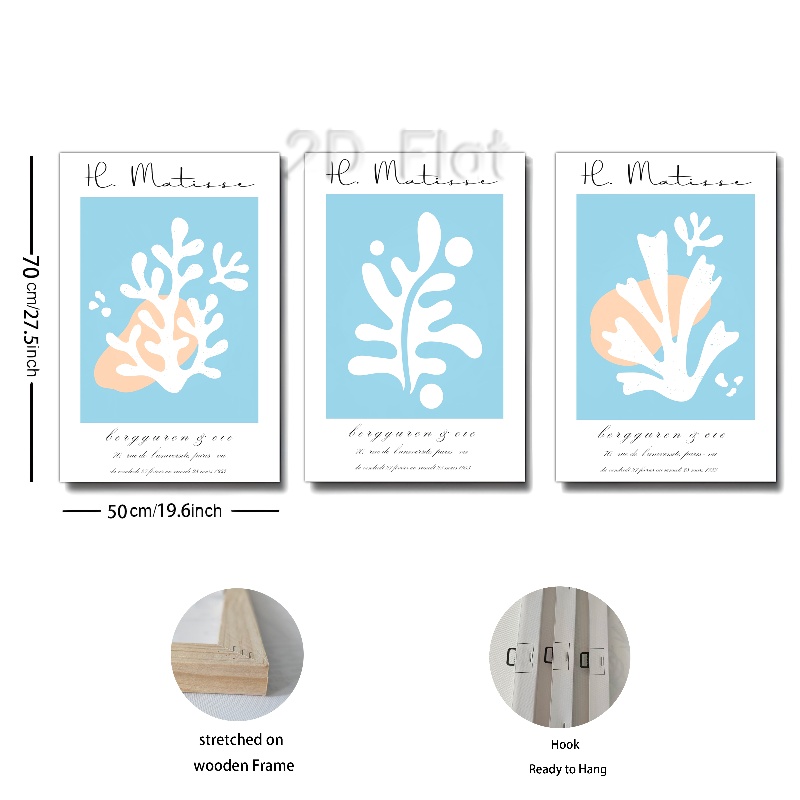 2D Flat
H. Matisse
H. Matisse
H. Matisse
70 cm/27.5inch
berggruen & cie
berggruen & cie
berggruen & cie
50cm/19.6inch
stretched on
wooden Frame
Hook
Ready to Hang